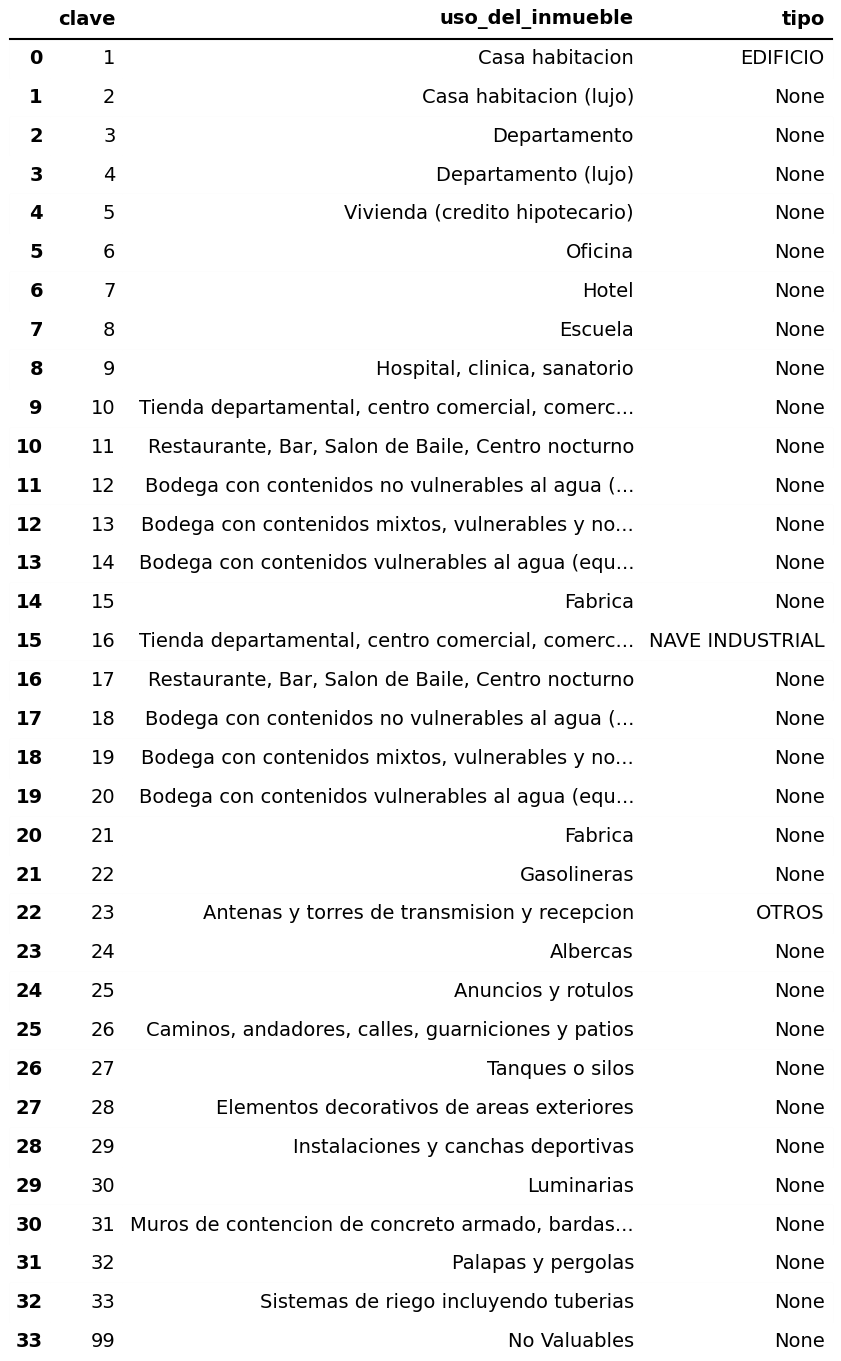 clave uso_del_inmueble tipo
0 1 Casa habitacion EDIFICIO
1 2 Casa habitacion (lujo) None
2 3 Departamento None
3 4 Departamento (lujo) None
4 5 Vivienda (credito hipotecario) None
5 6 Oficina None
6 7 Hotel None
7 8 Escuela None
8 9 Hospital, clinica, sanatorio None
9 10 Tienda departamental, centro comercial, comerc... None
10 11 Restaurante, Bar, Salon de Baile, Centro nocturno None
11 12 Bodega con contenidos no vulnerables al agua (... None
12 13 Bodega con contenidos mixtos, vulnerables y no... None
13 14 Bodega con contenidos vulnerables al agua (equ... None
14 15 Fabrica None
15 16 Tienda departamental, centro comercial, comerc... NAVE INDUSTRIAL
16 17 Restaurante, Bar, Salon de Baile, Centro nocturno None
17 18 Bodega con contenidos no vulnerables al agua (... None
18 19 Bodega con contenidos mixtos, vulnerables y no... None
19 20 Bodega con contenidos vulnerables al agua (equ... None
20 21 Fabrica None
21 22 Gasolineras None
22 23 Antenas y torres de transmision y recepcion OTROS
23 24 Albercas None
24 25 Anuncios y rotulos None
25 26 Caminos, andadores, calles, guarniciones y patios None
26 27 Tanques o silos None
27 28 Elementos decorativos de areas exteriores None
28 29 Instalaciones y canchas deportivas None
29 30 Luminarias None
30 31 Muros de contencion de concreto armado, bardas... None
31 32 Palapas y pergolas None
32 33 Sistemas de riego incluyendo tuberias None
33 99 No Valuables None